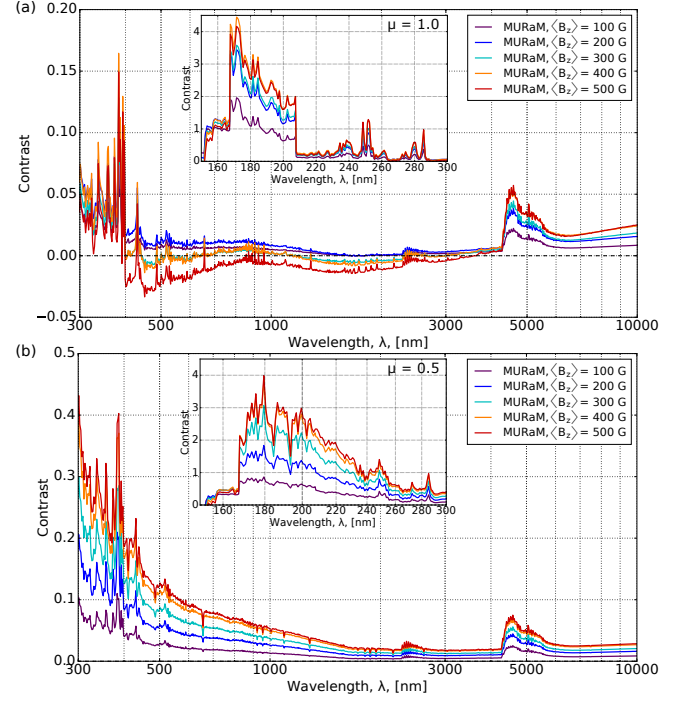 (a)
0.20
0.15
0.10
0.05
0.00
−0.05
Contrast
300
500
1000
3000
5000
10000
Wavelength, λ, [nm]
μ = 1.0
4
3
2
1
Contrast
160
180
200
220
240
260
280
300
Wavelength, λ, [nm]
MURaM, ⟨B_z⟩ = 100 G
MURaM, ⟨B_z⟩ = 200 G
MURaM, ⟨B_z⟩ = 300 G
MURaM, ⟨B_z⟩ = 400 G
MURaM, ⟨B_z⟩ = 500 G
(b)
0.5
0.4
0.3
0.2
0.1
0.0
Contrast
300
500
1000
3000
5000
10000
Wavelength, λ, [nm]
μ = 0.5
4
3
2
1
0
Contrast
160
180
200
220
240
260
280
300
Wavelength, λ, [nm]
MURaM, ⟨B_z⟩ = 100 G
MURaM, ⟨B_z⟩ = 200 G
MURaM, ⟨B_z⟩ = 300 G
MURaM, ⟨B_z⟩ = 400 G
MURaM, ⟨B_z⟩ = 500 G